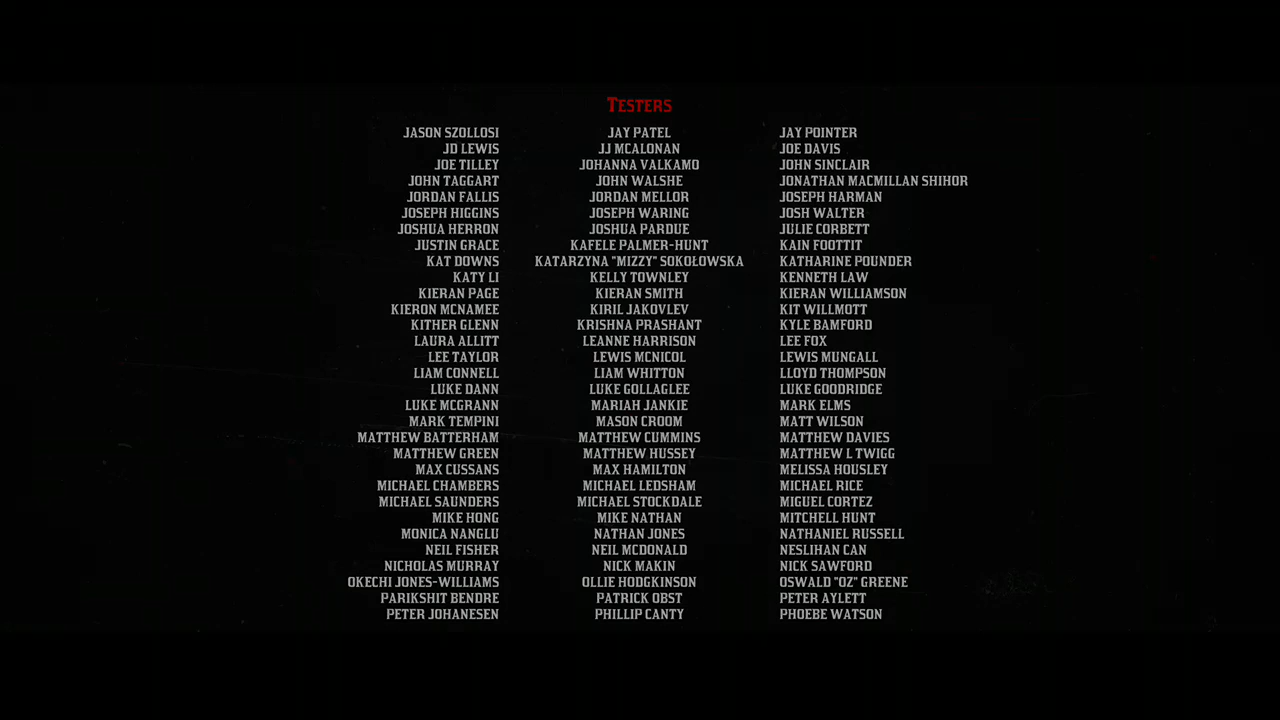 TESTERS
JASON SZOLLOSI JAY PATEL JAY POINTER
JD LEWIS JJ MCALONAN JOE DAVIS
JOE TILLEY JOHANNA VALKAMO JOHN SINCLAIR
JOHN TAGGART JOHN WALSHE JONATHAN MACMILLAN SHIHOR
JORDAN FALLIS JORDAN MELLOR JOSEPH HARMAN
JOSEPH HIGGINS JOSEPH WARING JOSH WALTER
JOSHUA HERRON JOSHUA PARDUE JULIE CORBETT
JUSTIN GRACE KAFELE PALMER-HUNT KAIN FOOTTIT
KAT DOWNS KATARZYNA "MIZZY" SOKOŁOWSKA KATHARINE POUNDER
KATY LI KELLY TOWNLEY KENNETH LAW
KIERAN PAGE KIERAN SMITH KIERAN WILLIAMSON
KIERON MCNAMEE KIRIL JAKOVLEV KIT WILLMOTT
KITHER GLENN KRISHNA PRASHANT KYLE BAMFORD
LAURA ALLITT LEANNE HARRISON LEE FOX
LEE TAYLOR LEWIS MCNICOL LEWIS MUNGALL
LIAM CONNELL LIAM WHITTON LLOYD THOMPSON
LUKE DANN LUKE GOLLAGLEE LUKE GOODRIDGE
LUKE MCGRANN MARIAH JANKIE MARK ELMS
MARK TEMPINI MASON CROOM MATT WILSON
MATTHEW BATTERHAM MATTHEW CUMMINS MATTHEW DAVIES
MATTHEW GREEN MATTHEW HUSSEY MATTHEW L TWIGG
MAX CUSSANS MAX HAMILTON MELISSA HOUSLEY
MICHAEL CHAMBERS MICHAEL LEDSHAM MICHAEL RICE
MICHAEL SAUNDERS MICHAEL STOCKDALE MIGUEL CORTEZ
MIKE HONG MIKE NATHAN MITCHELL HUNT
MONICA NANGLU NATHAN JONES NATHANIEL RUSSELL
NEIL FISHER NEIL MCDONALD NESLIHAN CAN
NICHOLAS MURRAY NICK MAKIN NICK SAWFORD
OKECHI JONES-WILLIAMS OLLIE HODGKINSON OSWALD "OZ" GREENE
PARIKSHIT BENDRE PATRICK OBST PETER AYLETT
PETER JOHANESEN PHILLIP CANTY PHOEBE WATSON